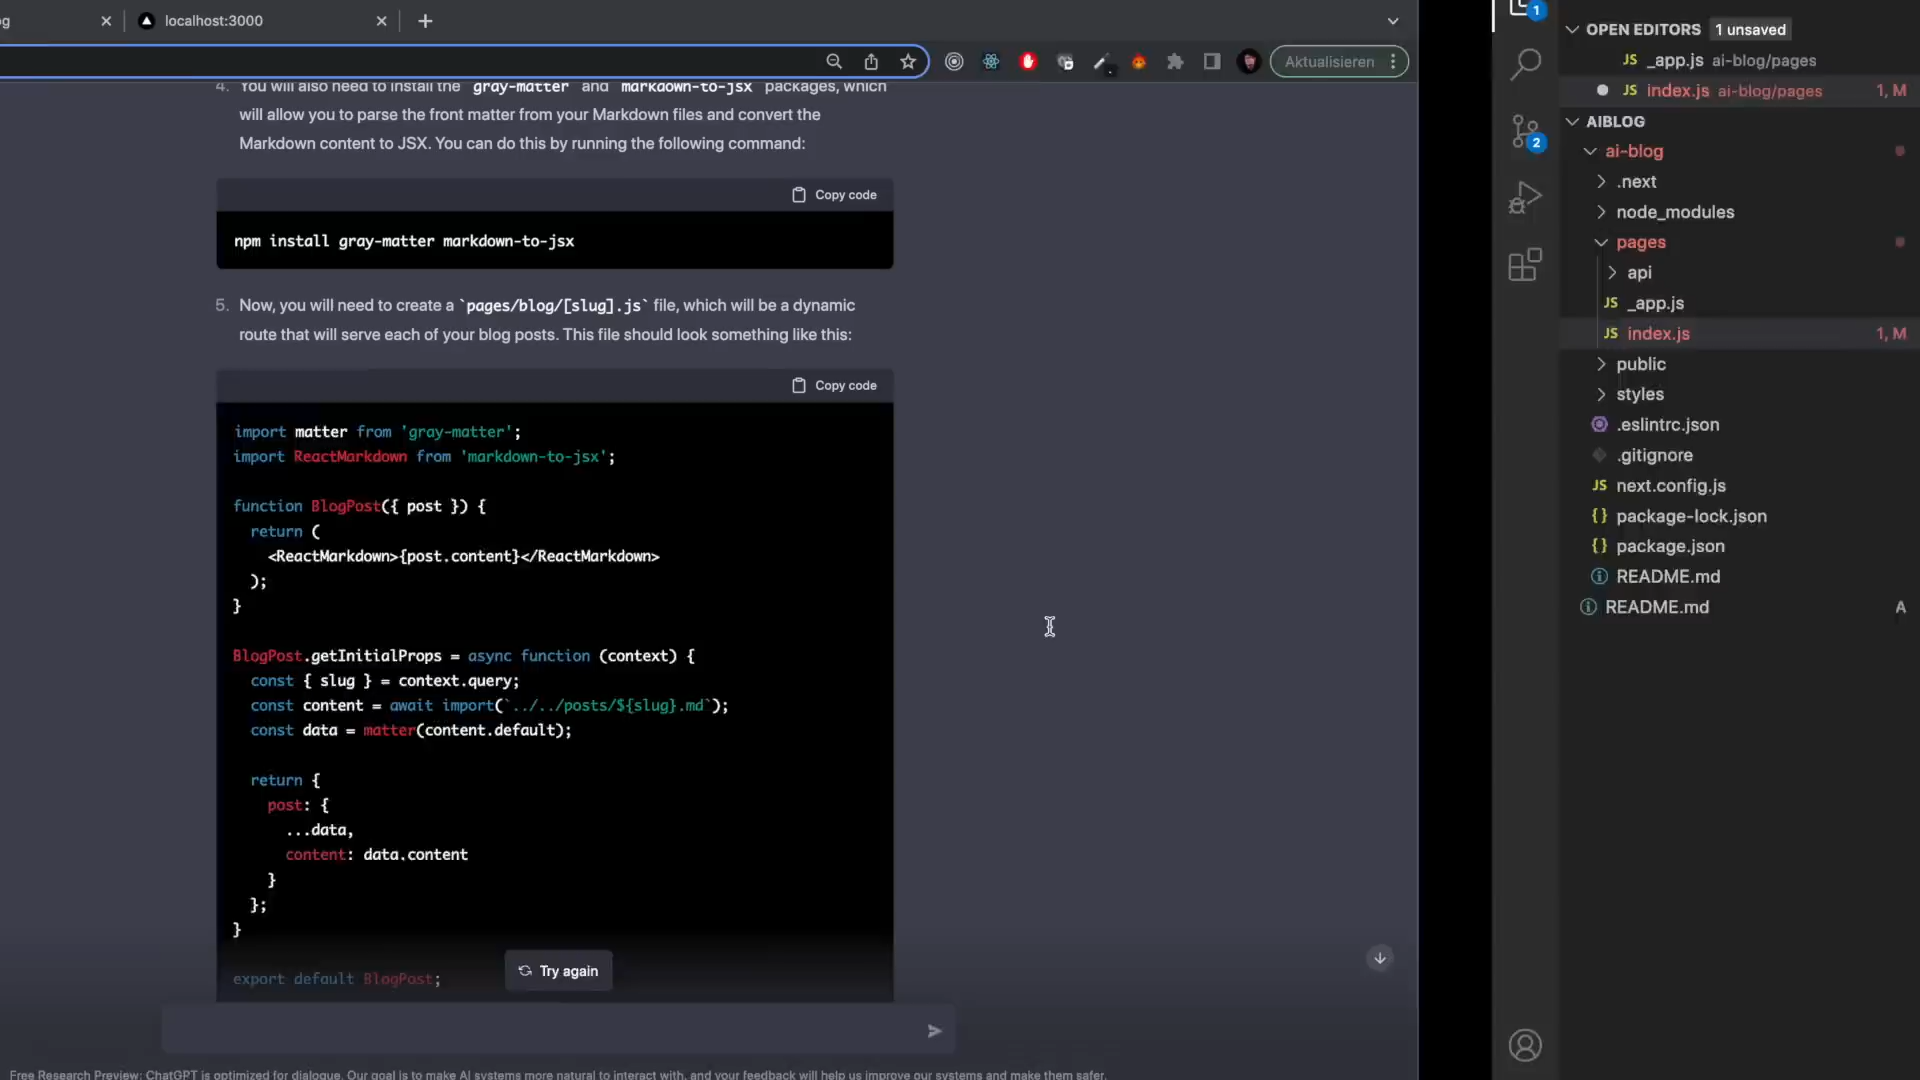 og
localhost:3000
Aktualisieren
4. You will also need to install the gray-matter and markdown-to-jsx packages, which
will allow you to parse the front matter from your Markdown files and convert the
Markdown content to JSX. You can do this by running the following command:
Copy code
npm install gray-matter markdown-to-jsx
5. Now, you will need to create a `pages/blog/[slug].js` file, which will be a dynamic
route that will serve each of your blog posts. This file should look something like this:
Copy code
import matter from 'gray-matter';
import ReactMarkdown from 'markdown-to-jsx';
function BlogPost({ post }) {
return (
<ReactMarkdown>{post.content}</ReactMarkdown>
);
}
BlogPost.getInitialProps = async function (context) {
const { slug } = context.query;
const content = await import(`../../posts/${slug}.md`);
const data = matter(content.default);
return {
post: {
...data,
content: data.content
}
};
}
export default BlogPost;
Try again
Free Research Preview: ChatGPT is optimized for dialogue. Our goal is to make AI systems more natural to interact with, and your feedback will help us improve our systems and make them safer.
1
2
OPEN EDITORS 1 unsaved
JS _app.js ai-blog/pages
JS index.js ai-blog/pages 1, M
AIBLOG
ai-blog
.next
node_modules
pages
api
JS _app.js
JS index.js 1, M
public
styles
.eslintrc.json
.gitignore
JS next.config.js
{} package-lock.json
{} package.json
README.md
README.md A